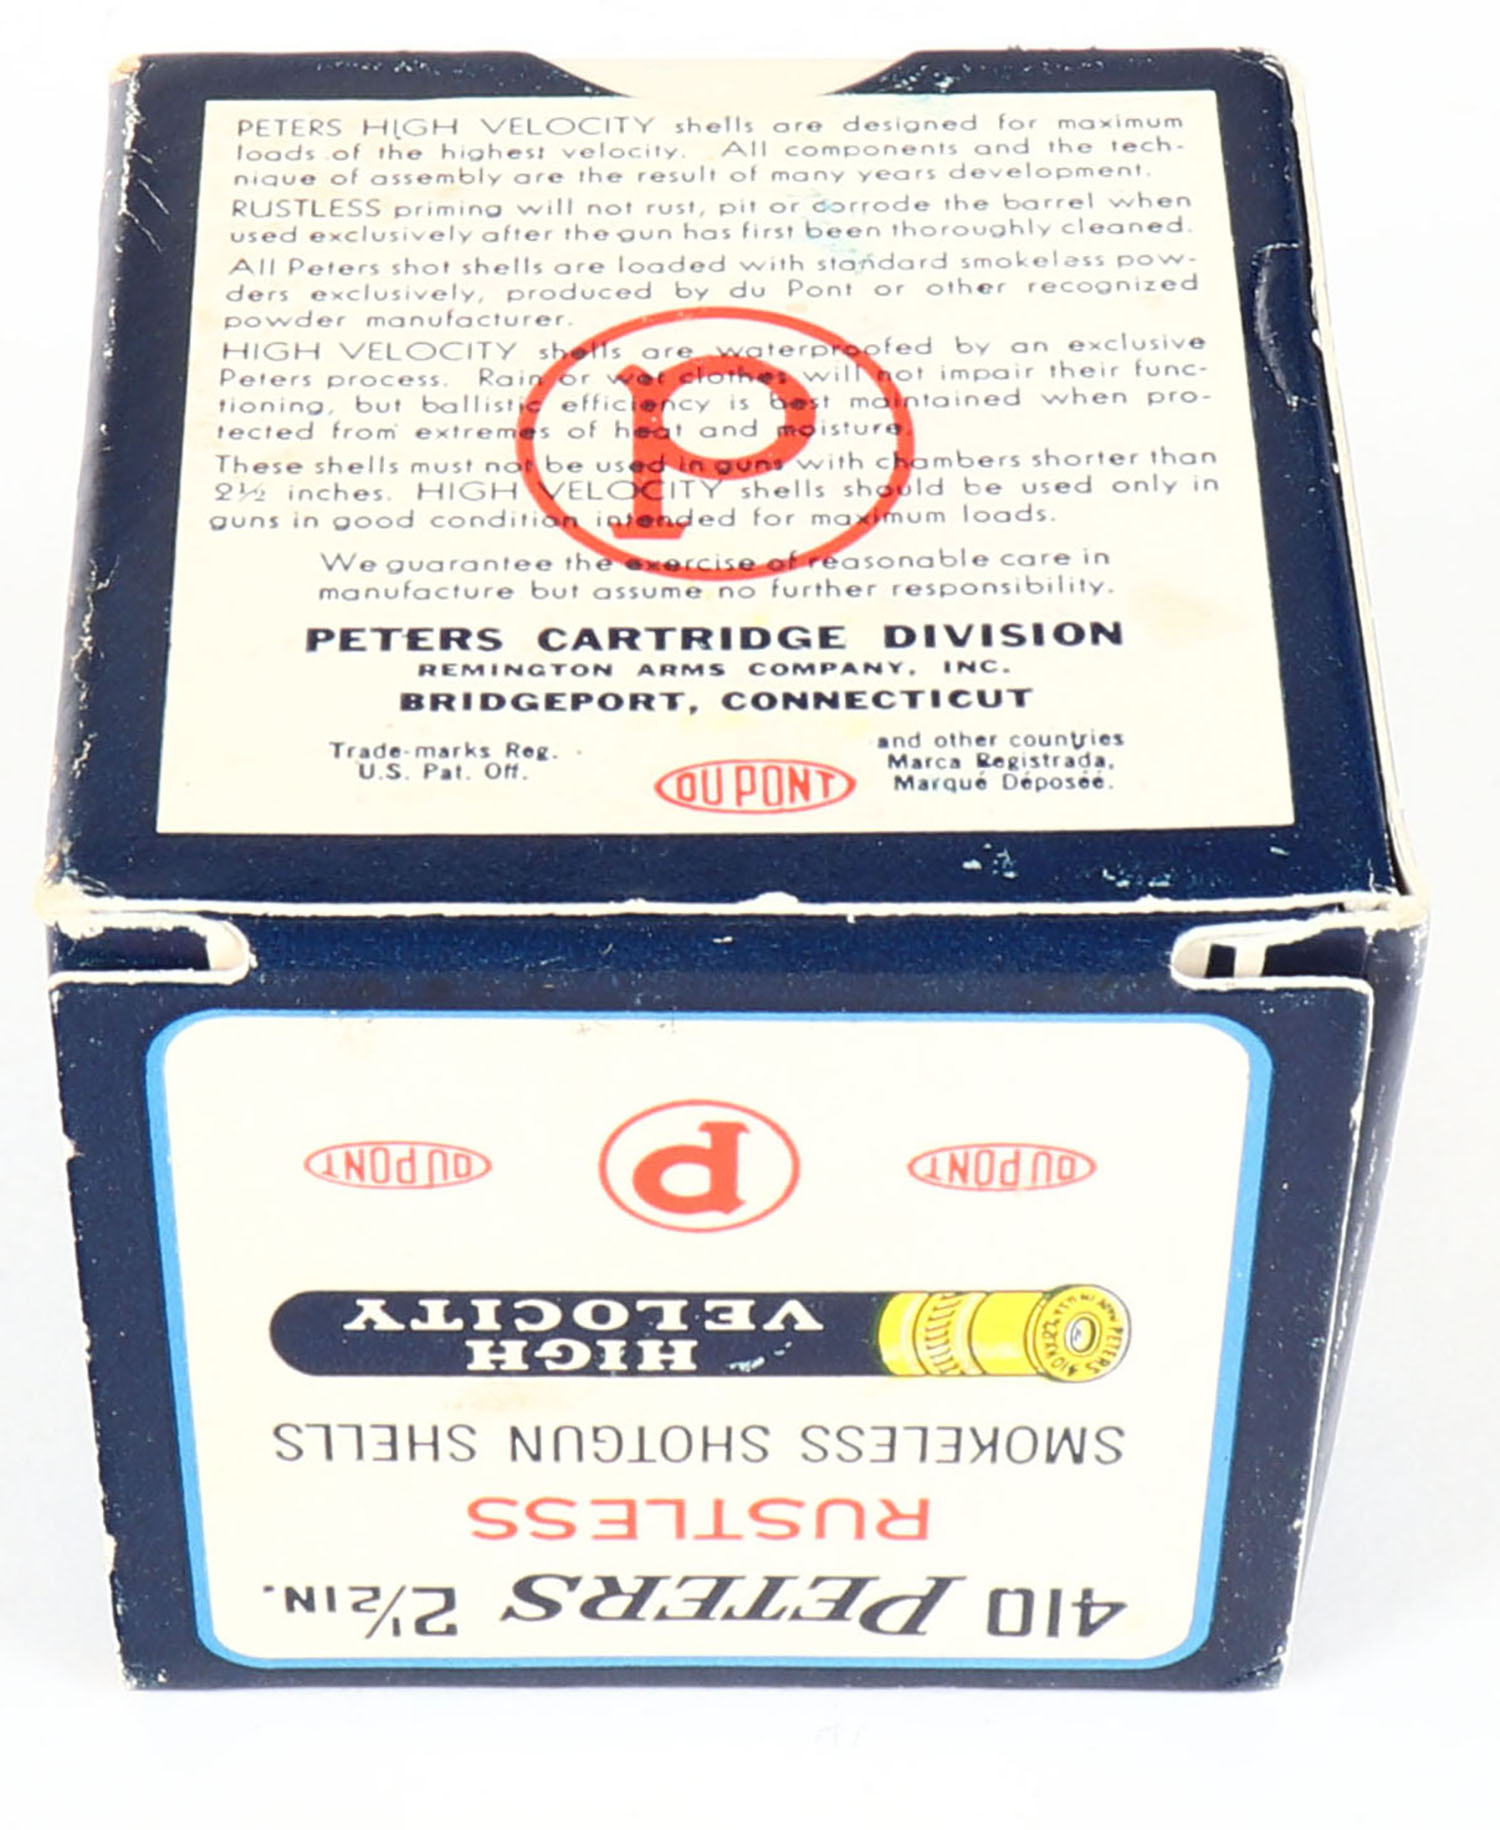 PETERS HIGH VELOCITY shells are designed for maximum
loads of the highest velocity. All components and the tech-
nique of assembly are the result of many years development.
RUSTLESS priming will not rust, pit or corrode the barrel when
used exclusively after the gun has first been thoroughly cleaned.
All Peters shot shells are loaded with standard smokeless pow-
ders exclusively, produced by du Pont or other recognized
powder manufacturer.
HIGH VELOCITY shells are waterproofed by an exclusive
Peters process. Rain or wet clothes will not impair their func-
tioning, but ballistic efficiency is best maintained when pro-
tected from extremes of heat and moisture.
These shells must not be used in guns with chambers shorter than
2½ inches. HIGH VELOCITY shells should be used only in
guns in good condition intended for maximum loads.
P
We guarantee the exercise of reasonable care in
manufacture but assume no further responsibility.
PETERS CARTRIDGE DIVISION
REMINGTON ARMS COMPANY, INC.
BRIDGEPORT, CONNECTICUT
Trade-marks Reg.
U.S. Pat. Off.
DU PONT
and other countries
Marca Registrada,
Marqué Déposée.
410 PETERS 2½ IN.
RUSTLESS
SMOKELESS SHOTGUN SHELLS
HIGH
VELOCITY
PETERS
410
DU PONT P DU PONT